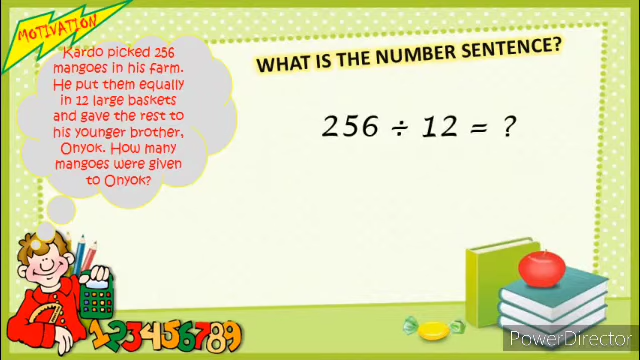 MOTIVATION
Kardo picked 256
mangoes in his farm.
He put them equally
in 12 large baskets
and gave the rest to
his younger brother,
Onyok. How many
mangoes were given
to Onyok?
WHAT IS THE NUMBER SENTENCE?
256 ÷ 12 = ?
123456789
PowerDirector